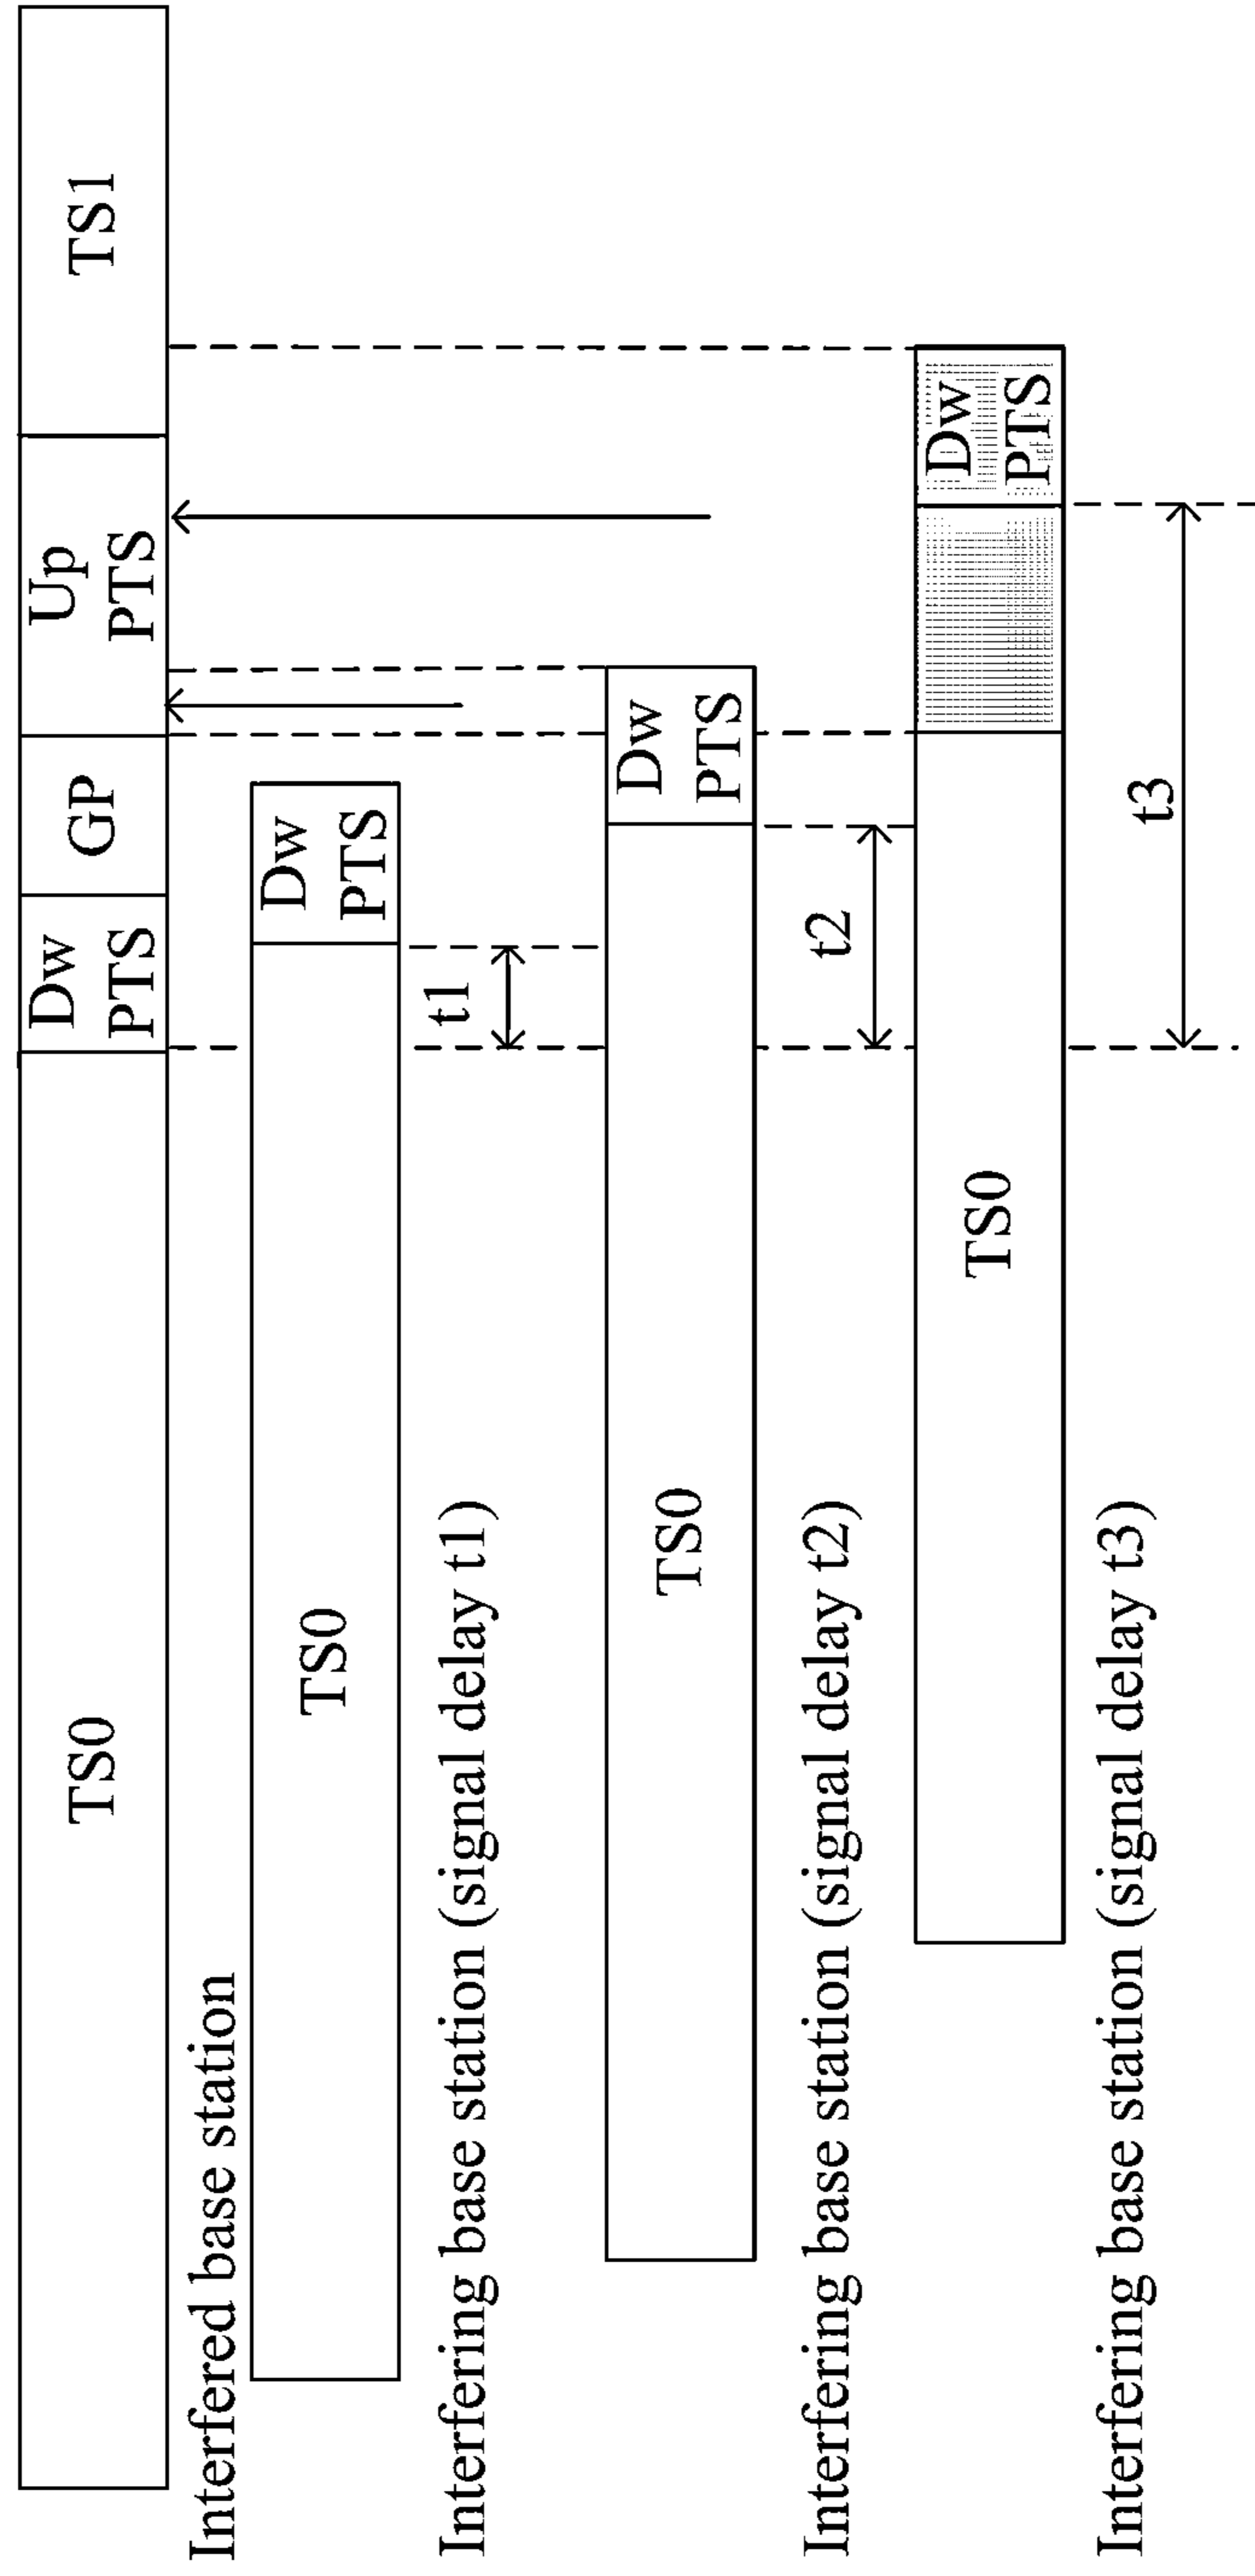 TS0
Dw
PTS
GP
Up
PTS
TS1
Interfered base station
TS0
Dw
PTS
Interfering base station (signal delay t1)
t1
TS0
Dw
PTS
Interfering base station (signal delay t2)
t2
TS0
Dw
PTS
Interfering base station (signal delay t3)
t3